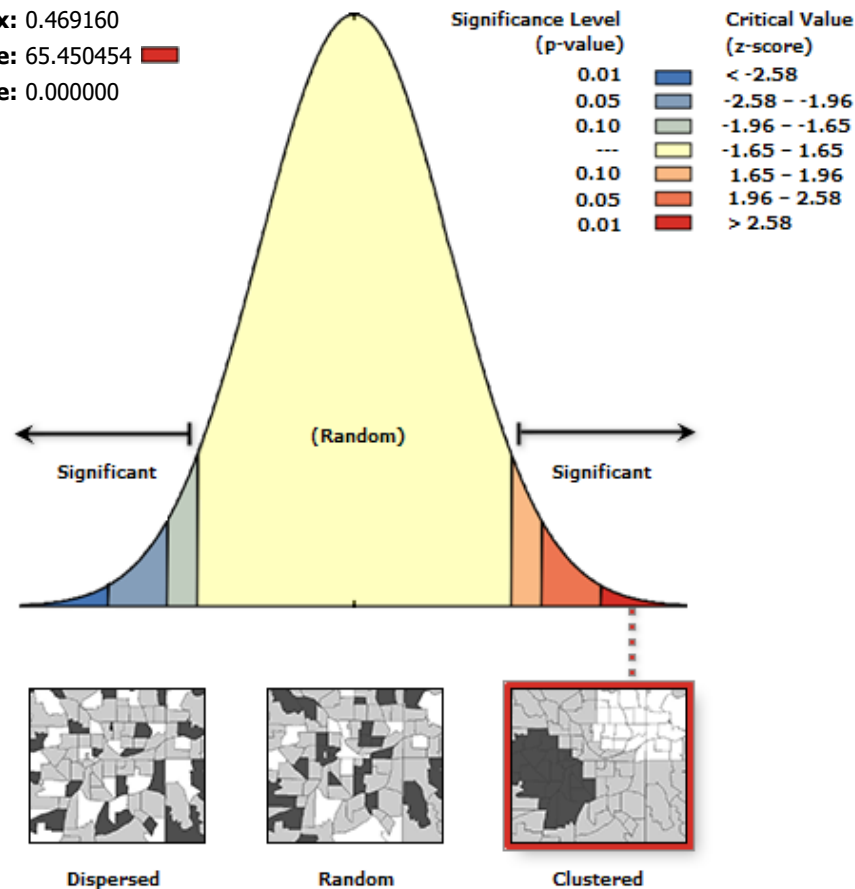 x: 0.469160
e: 65.450454
e: 0.000000
Significance Level
(p-value)
Critical Value
(z-score)
0.01 < -2.58
0.05 -2.58 – -1.96
0.10 -1.96 – -1.65
--- -1.65 – 1.65
0.10 1.65 – 1.96
0.05 1.96 – 2.58
0.01 > 2.58
(Random)
Significant Significant
Dispersed Random Clustered